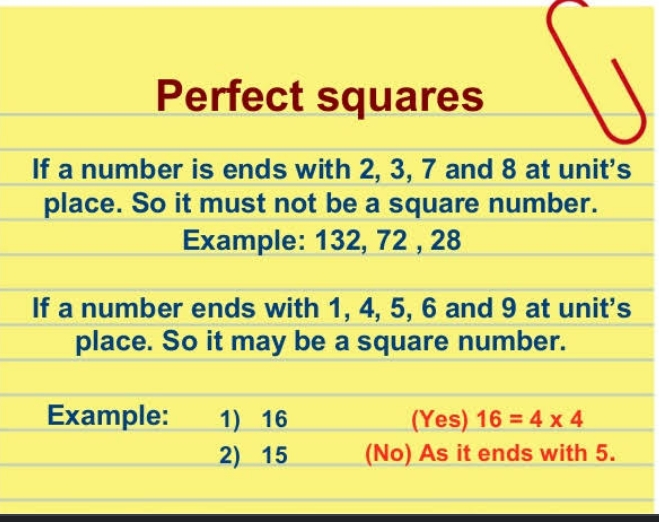 Perfect squares
If a number is ends with 2, 3, 7 and 8 at unit's
place. So it must not be a square number.
Example: 132, 72 , 28
If a number ends with 1, 4, 5, 6 and 9 at unit's
place. So it may be a square number.
Example: 1) 16 (Yes) 16 = 4 x 4
2) 15 (No) As it ends with 5.